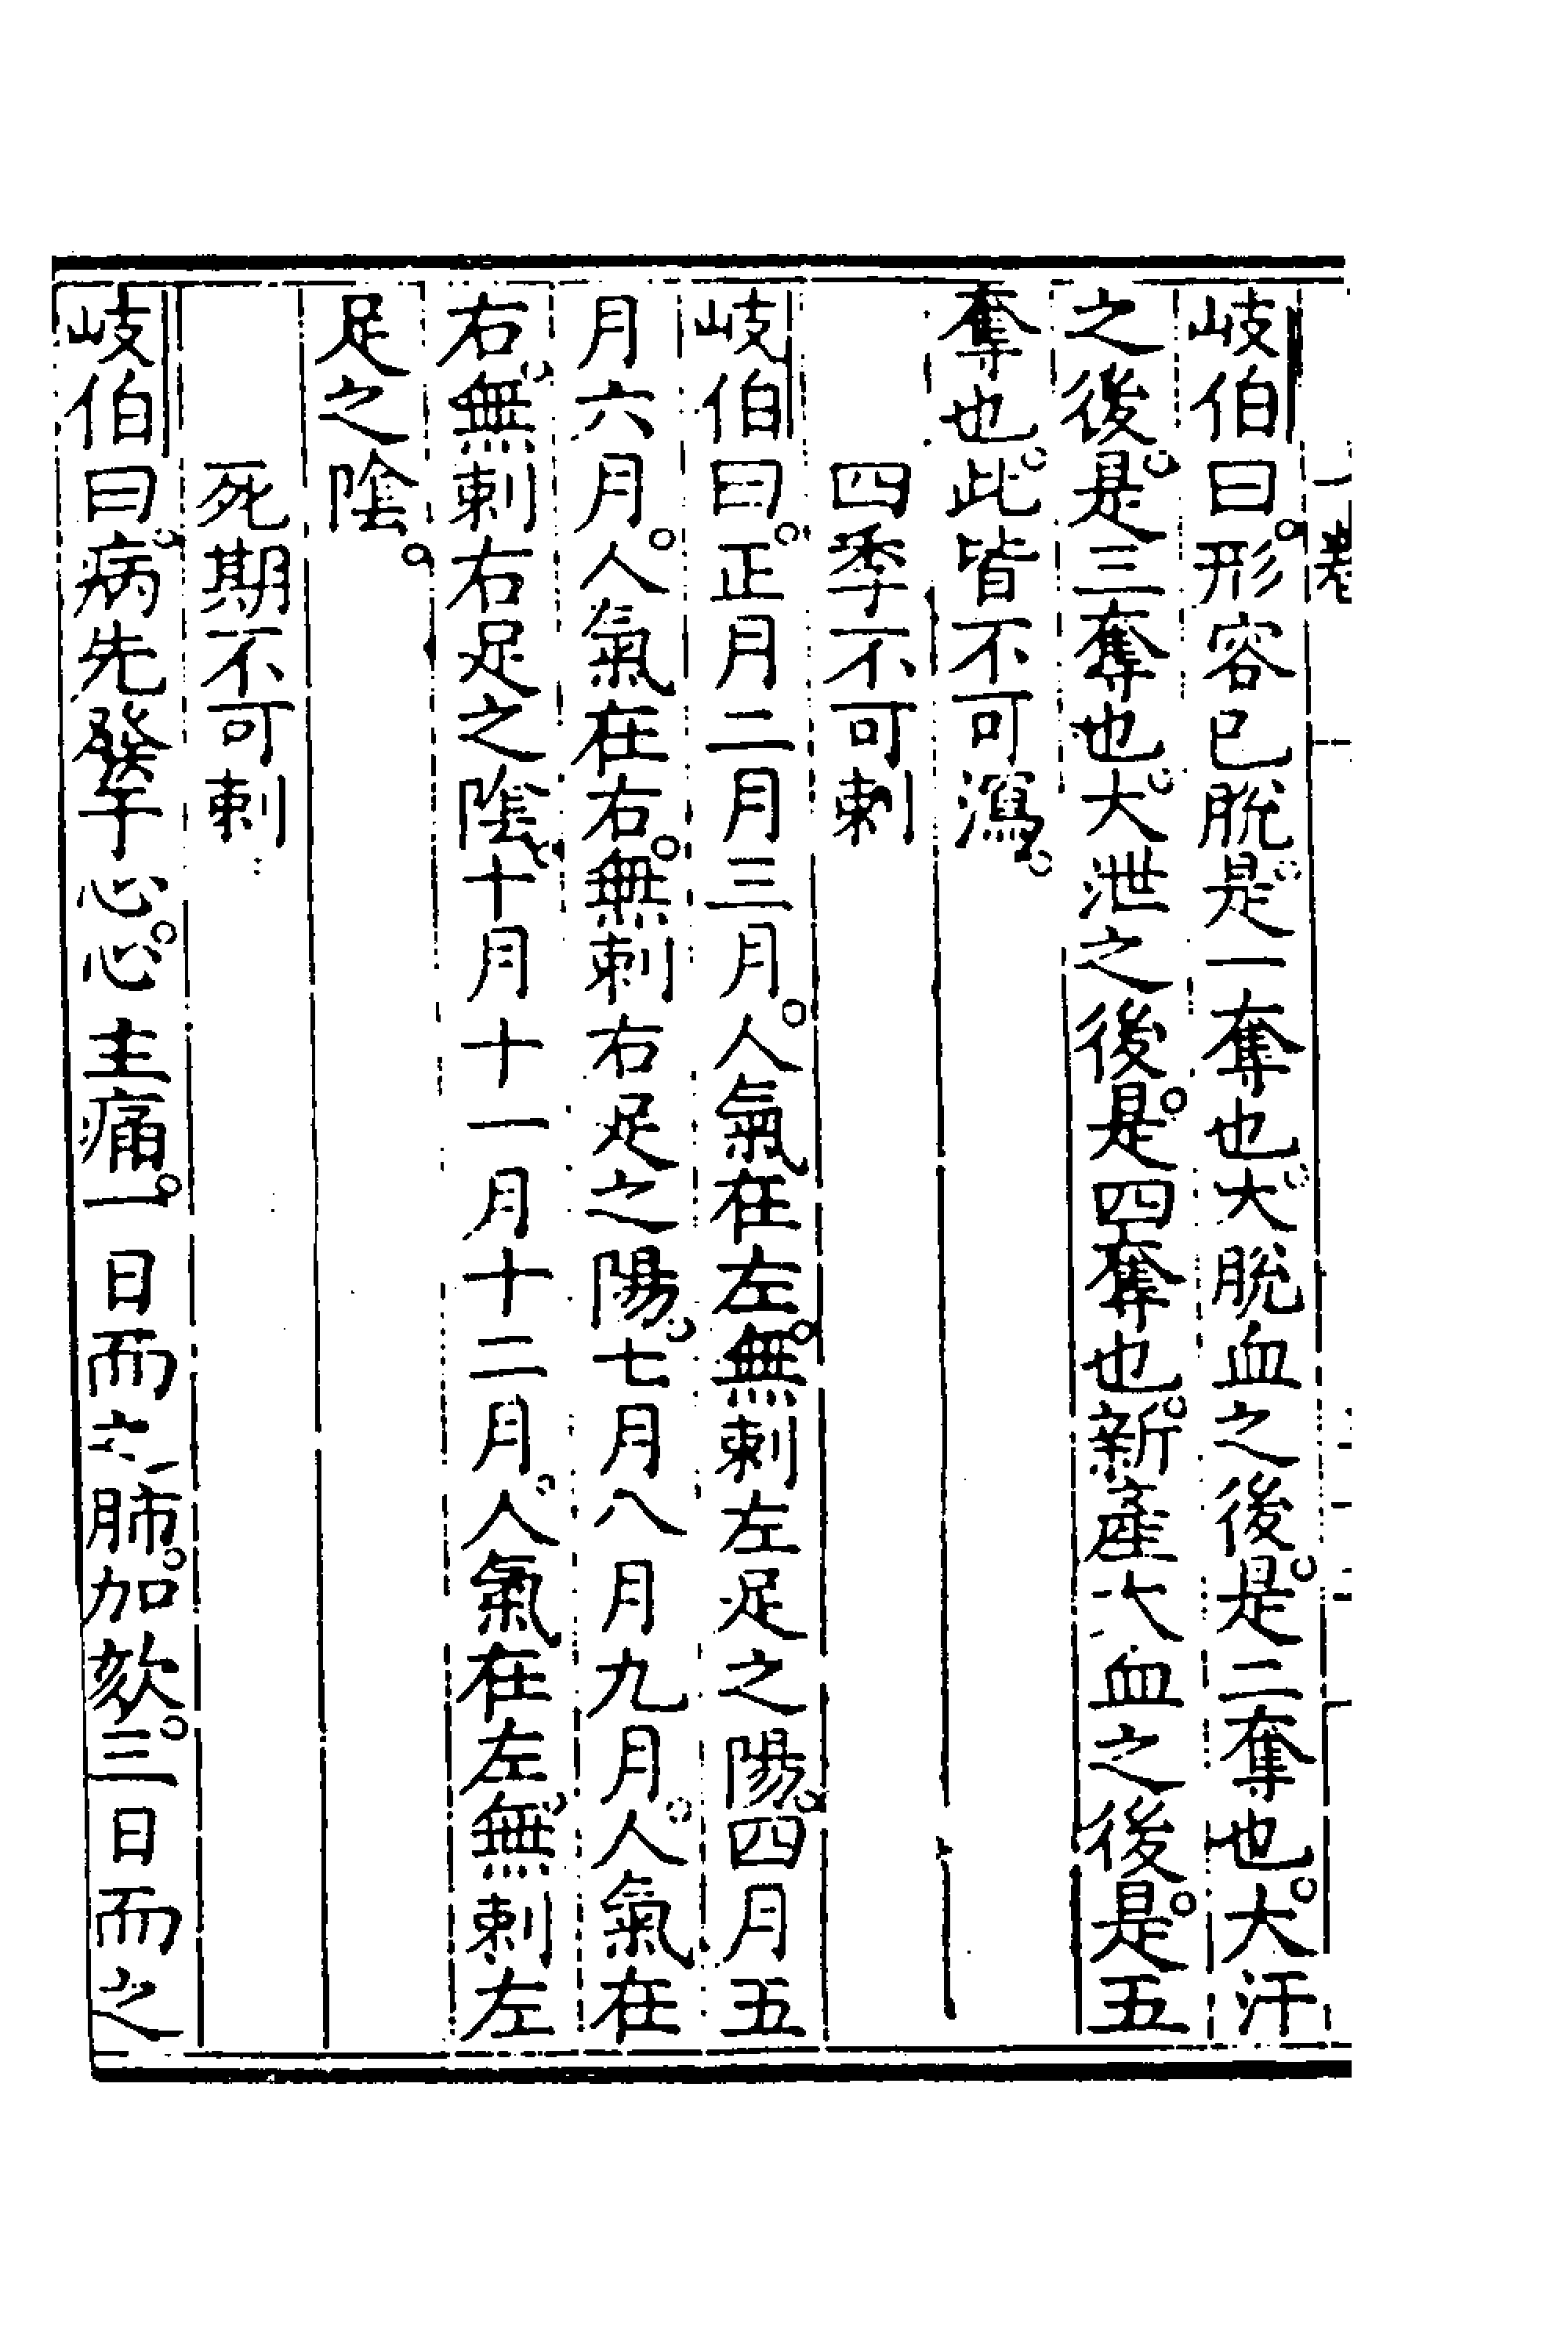 岐伯曰。形容已脫。是一奪也。大脫血之後。是二奪也。大汗
之後。是三奪也。大泄之後。是四奪也。新產大血之後。是五
奪也。此皆不可瀉。
四季不可刺
岐伯曰。正月二月三月。人氣在左。無刺左足之陽。四月五
月六月。人氣在右。無刺右足之陽。七月八月九月。人氣在
右。無刺右足之陰。十月十一月十二月。人氣在左。無刺左
足之陰。
死期不可刺
岐伯曰。病先發心。心主痛。一日而之肺。加欬。三日而之